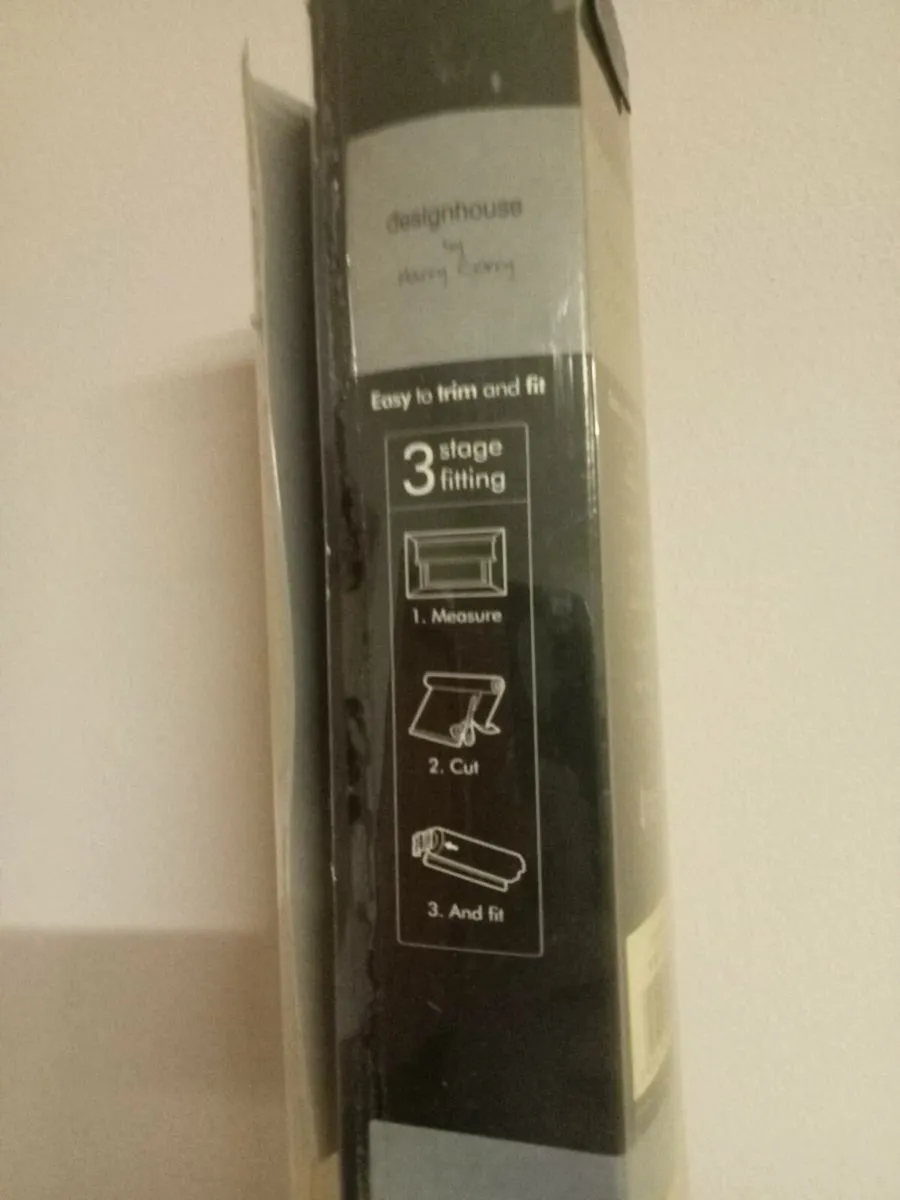 designhouse
by
Harry Corry
Easy to trim and fit
3 stage
fitting
1. Measure
2. Cut
3. And fit